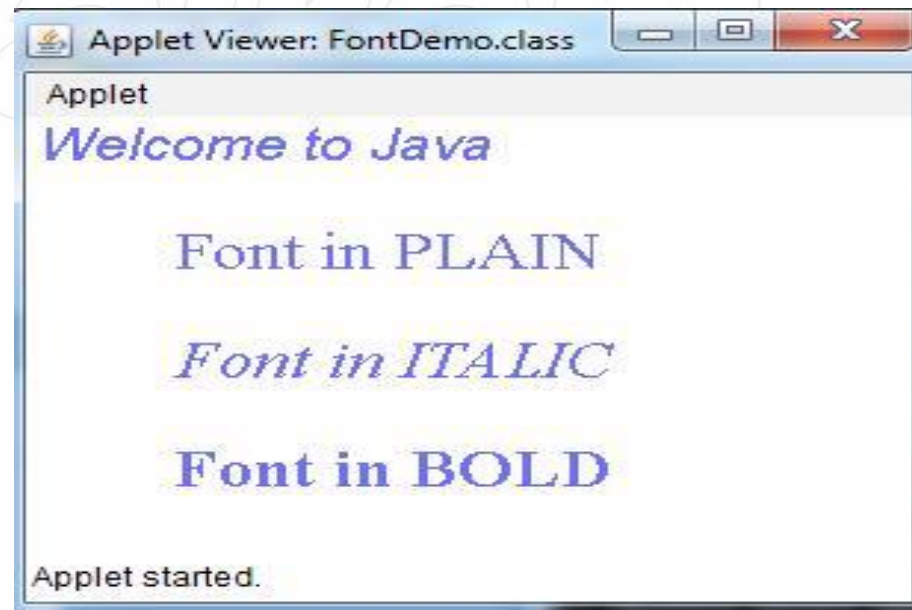 Applet Viewer: FontDemo.class
Applet
Welcome to Java
Font in PLAIN
Font in ITALIC
Font in BOLD
Applet started.